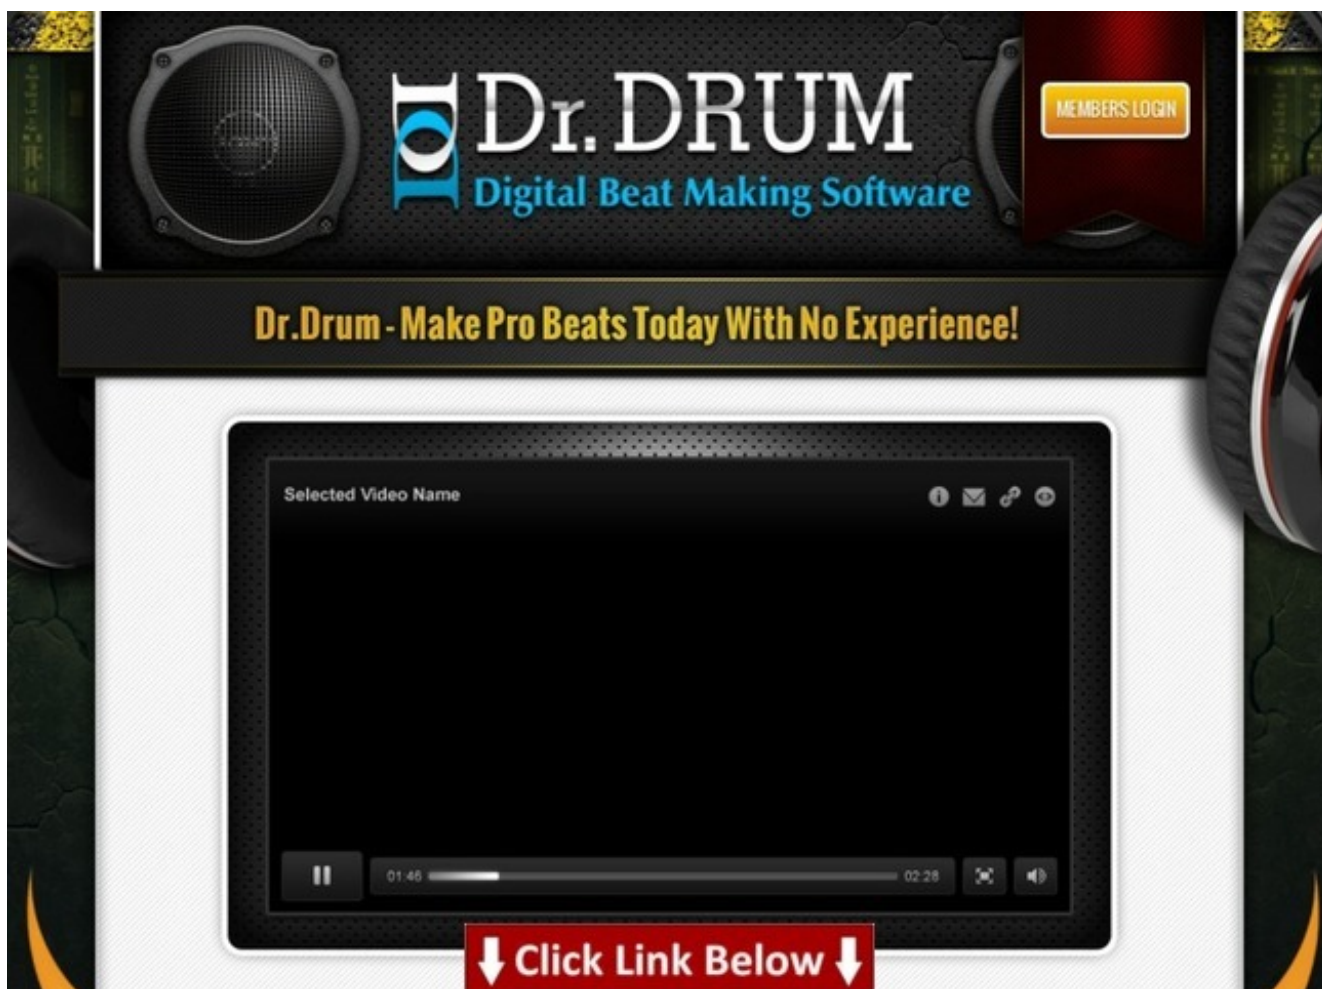 Dr. DRUM
Digital Beat Making Software
MEMBERS LOGIN
Dr.Drum - Make Pro Beats Today With No Experience!
Selected Video Name
01:46
02:28
Click Link Below